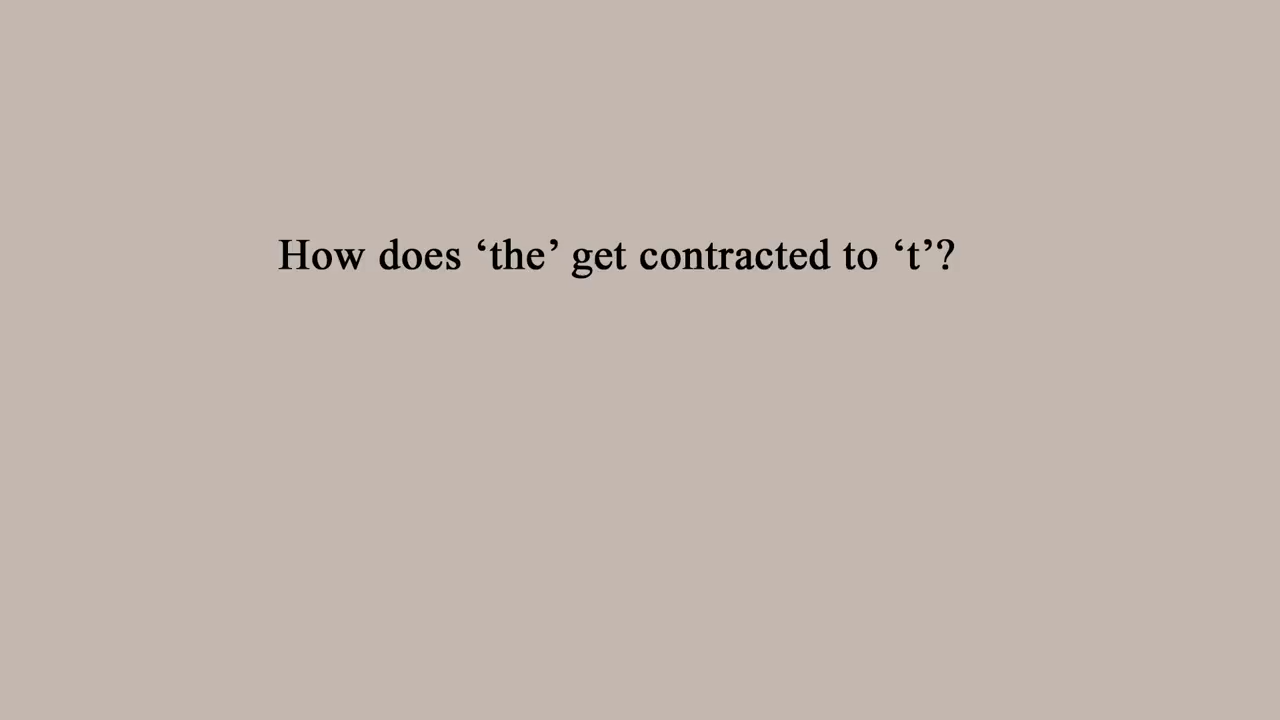 How does ‘the’ get contracted to ‘t’?